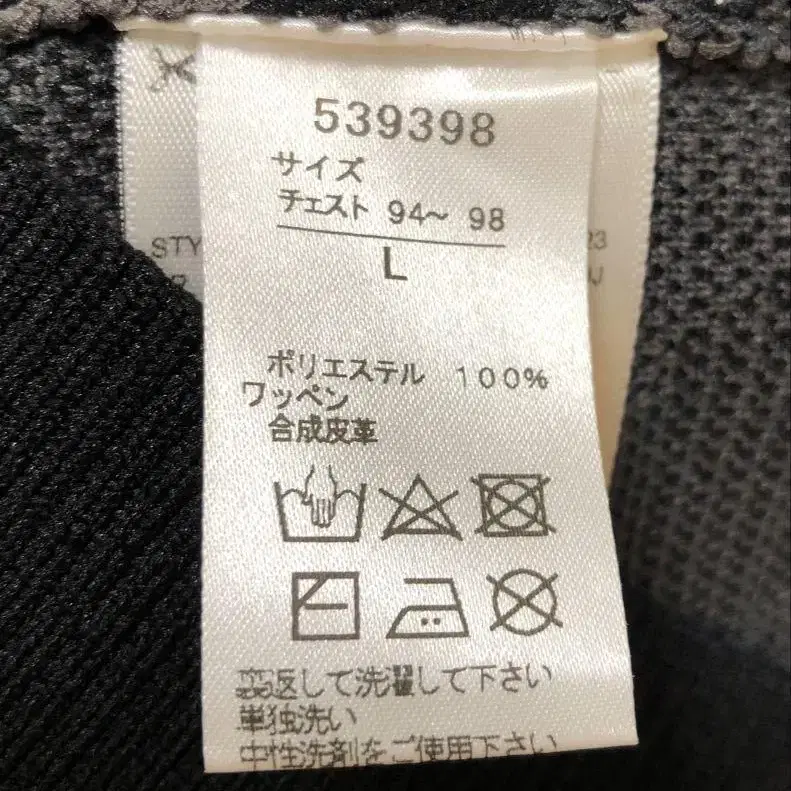 539398
サイズ
チェスト 94〜 98
L
STY
23
ポリエステル 100%
ワッペン
合成皮革
裏返して洗濯して下さい
単独洗い
中性洗剤をご使用下さい